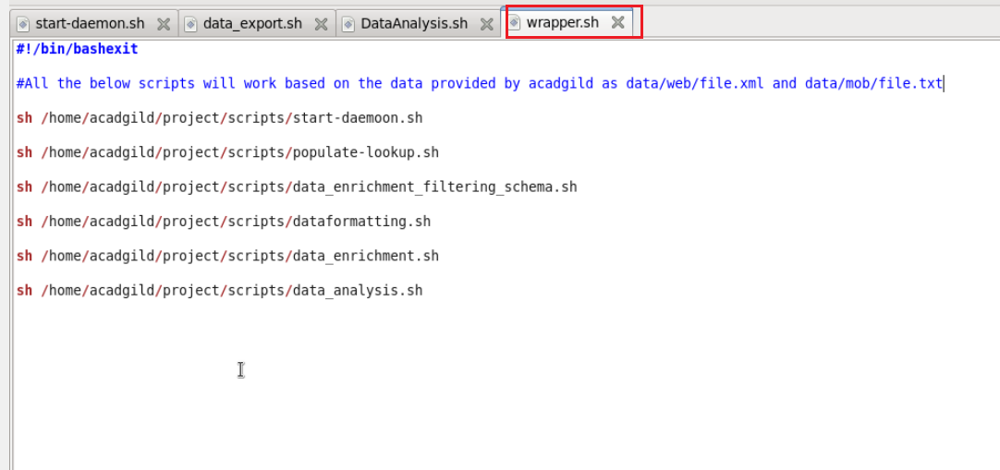 start-daemon.sh data_export.sh DataAnalysis.sh wrapper.sh
#!/bin/bashexit
#All the below scripts will work based on the data provided by acadgild as data/web/file.xml and data/mob/file.txt
sh /home/acadgild/project/scripts/start-daemoon.sh
sh /home/acadgild/project/scripts/populate-lookup.sh
sh /home/acadgild/project/scripts/data_enrichment_filtering_schema.sh
sh /home/acadgild/project/scripts/dataformatting.sh
sh /home/acadgild/project/scripts/data_enrichment.sh
sh /home/acadgild/project/scripts/data_analysis.sh